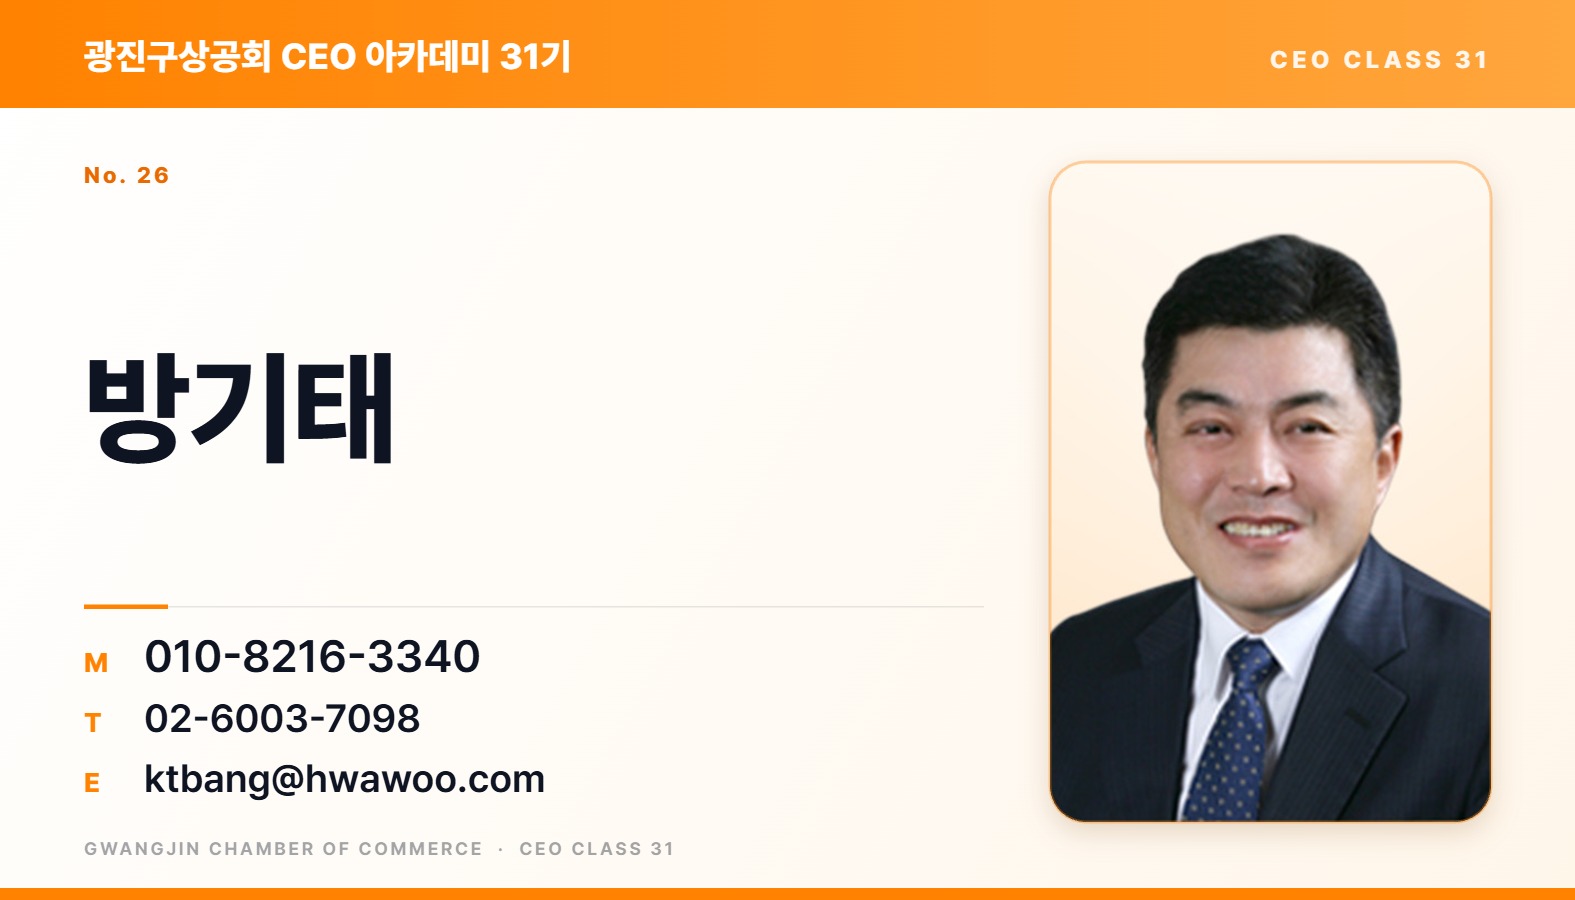 광진구상공회 CEO 아카데미 31기
CEO CLASS 31
No. 26
방기태
M 010-8216-3340
T 02-6003-7098
E ktbang@hwawoo.com
GWANGJIN CHAMBER OF COMMERCE · CEO CLASS 31